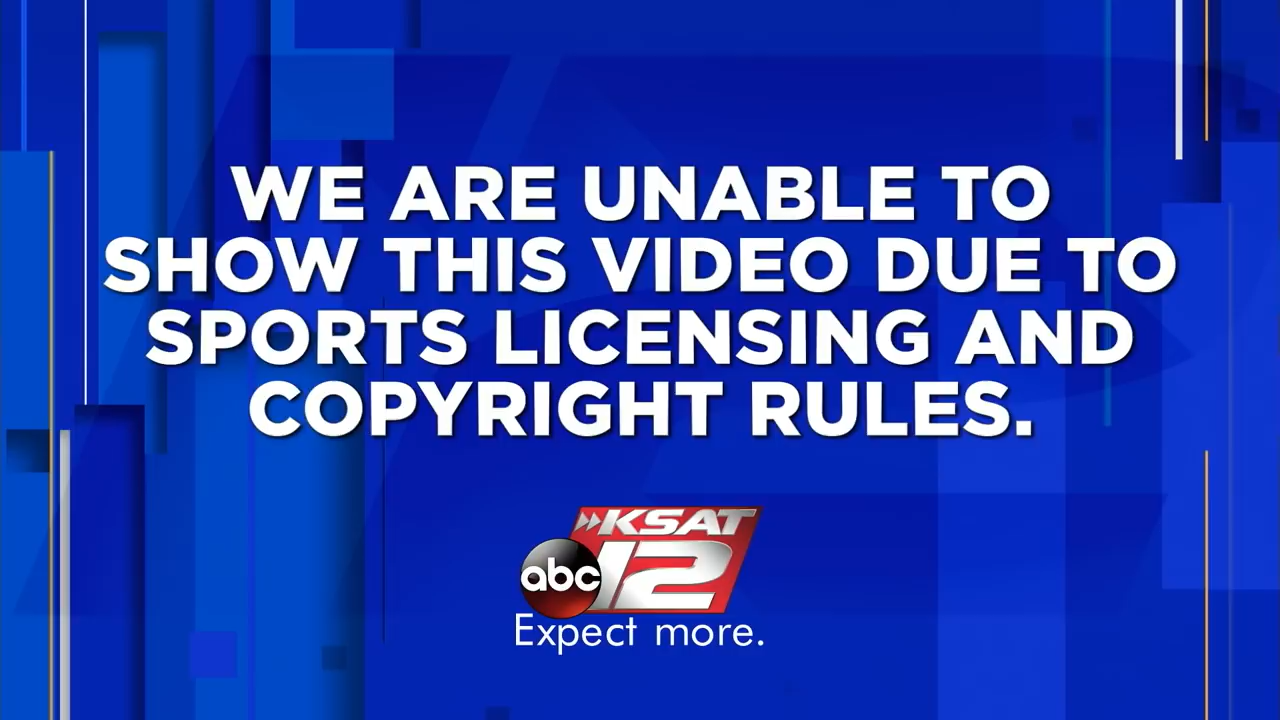 WE ARE UNABLE TO
SHOW THIS VIDEO DUE TO
SPORTS LICENSING AND
COPYRIGHT RULES.
KSAT
abc 12
Expect more.